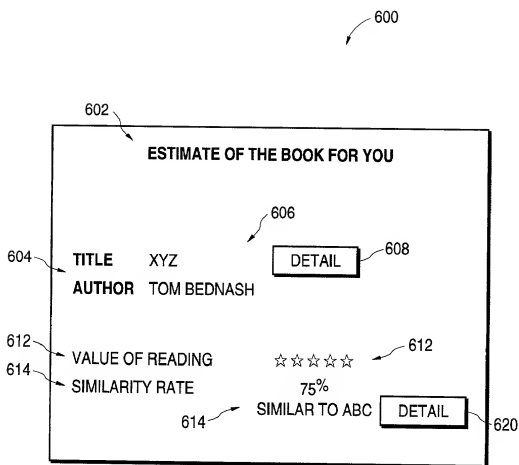 600
602
ESTIMATE OF THE BOOK FOR YOU
606
604 TITLE XYZ DETAIL 608
AUTHOR TOM BEDNASH
612 VALUE OF READING ☆☆☆☆☆ 612
614 SIMILARITY RATE 75%
614 SIMILAR TO ABC DETAIL 620